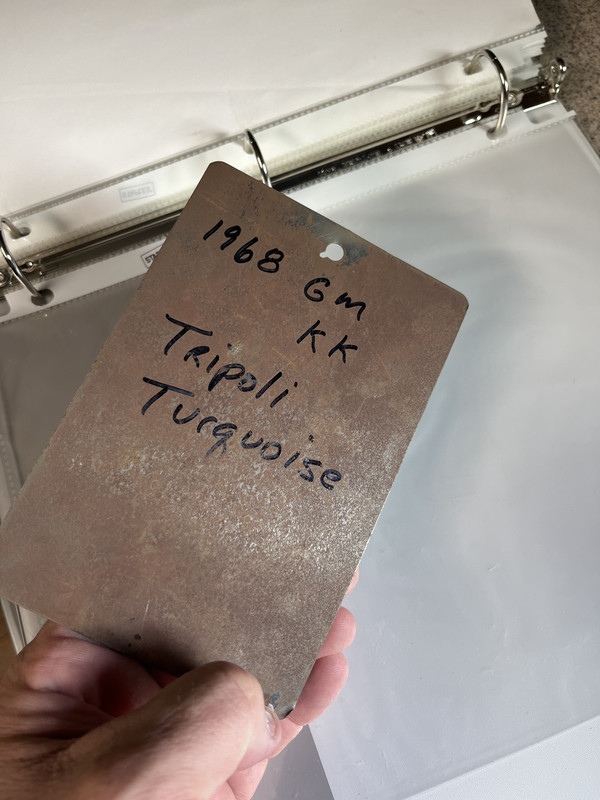 1968 Gm
KK
Tripoli
Turquoise